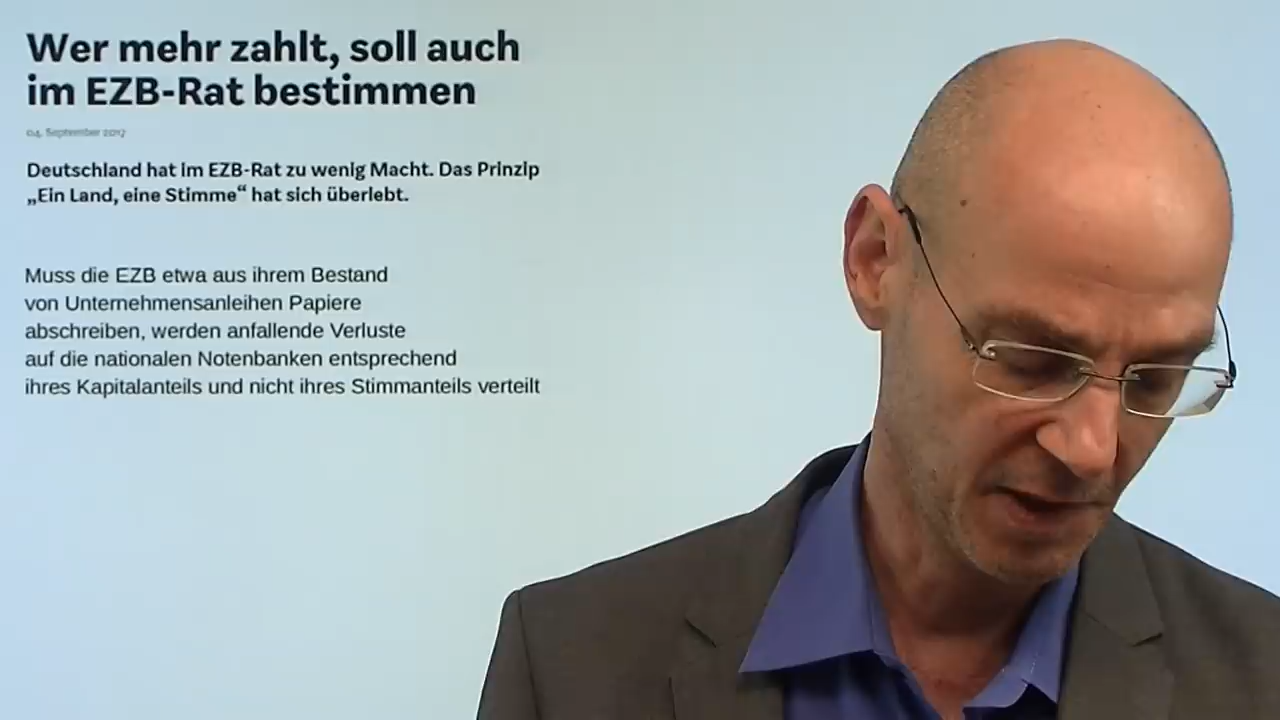 Wer mehr zahlt, soll auch
im EZB-Rat bestimmen
04. September 2017
Deutschland hat im EZB-Rat zu wenig Macht. Das Prinzip
„Ein Land, eine Stimme“ hat sich überlebt.
Muss die EZB etwa aus ihrem Bestand
von Unternehmensanleihen Papiere
abschreiben, werden anfallende Verluste
auf die nationalen Notenbanken entsprechend
ihres Kapitalanteils und nicht ihres Stimmanteils verteilt